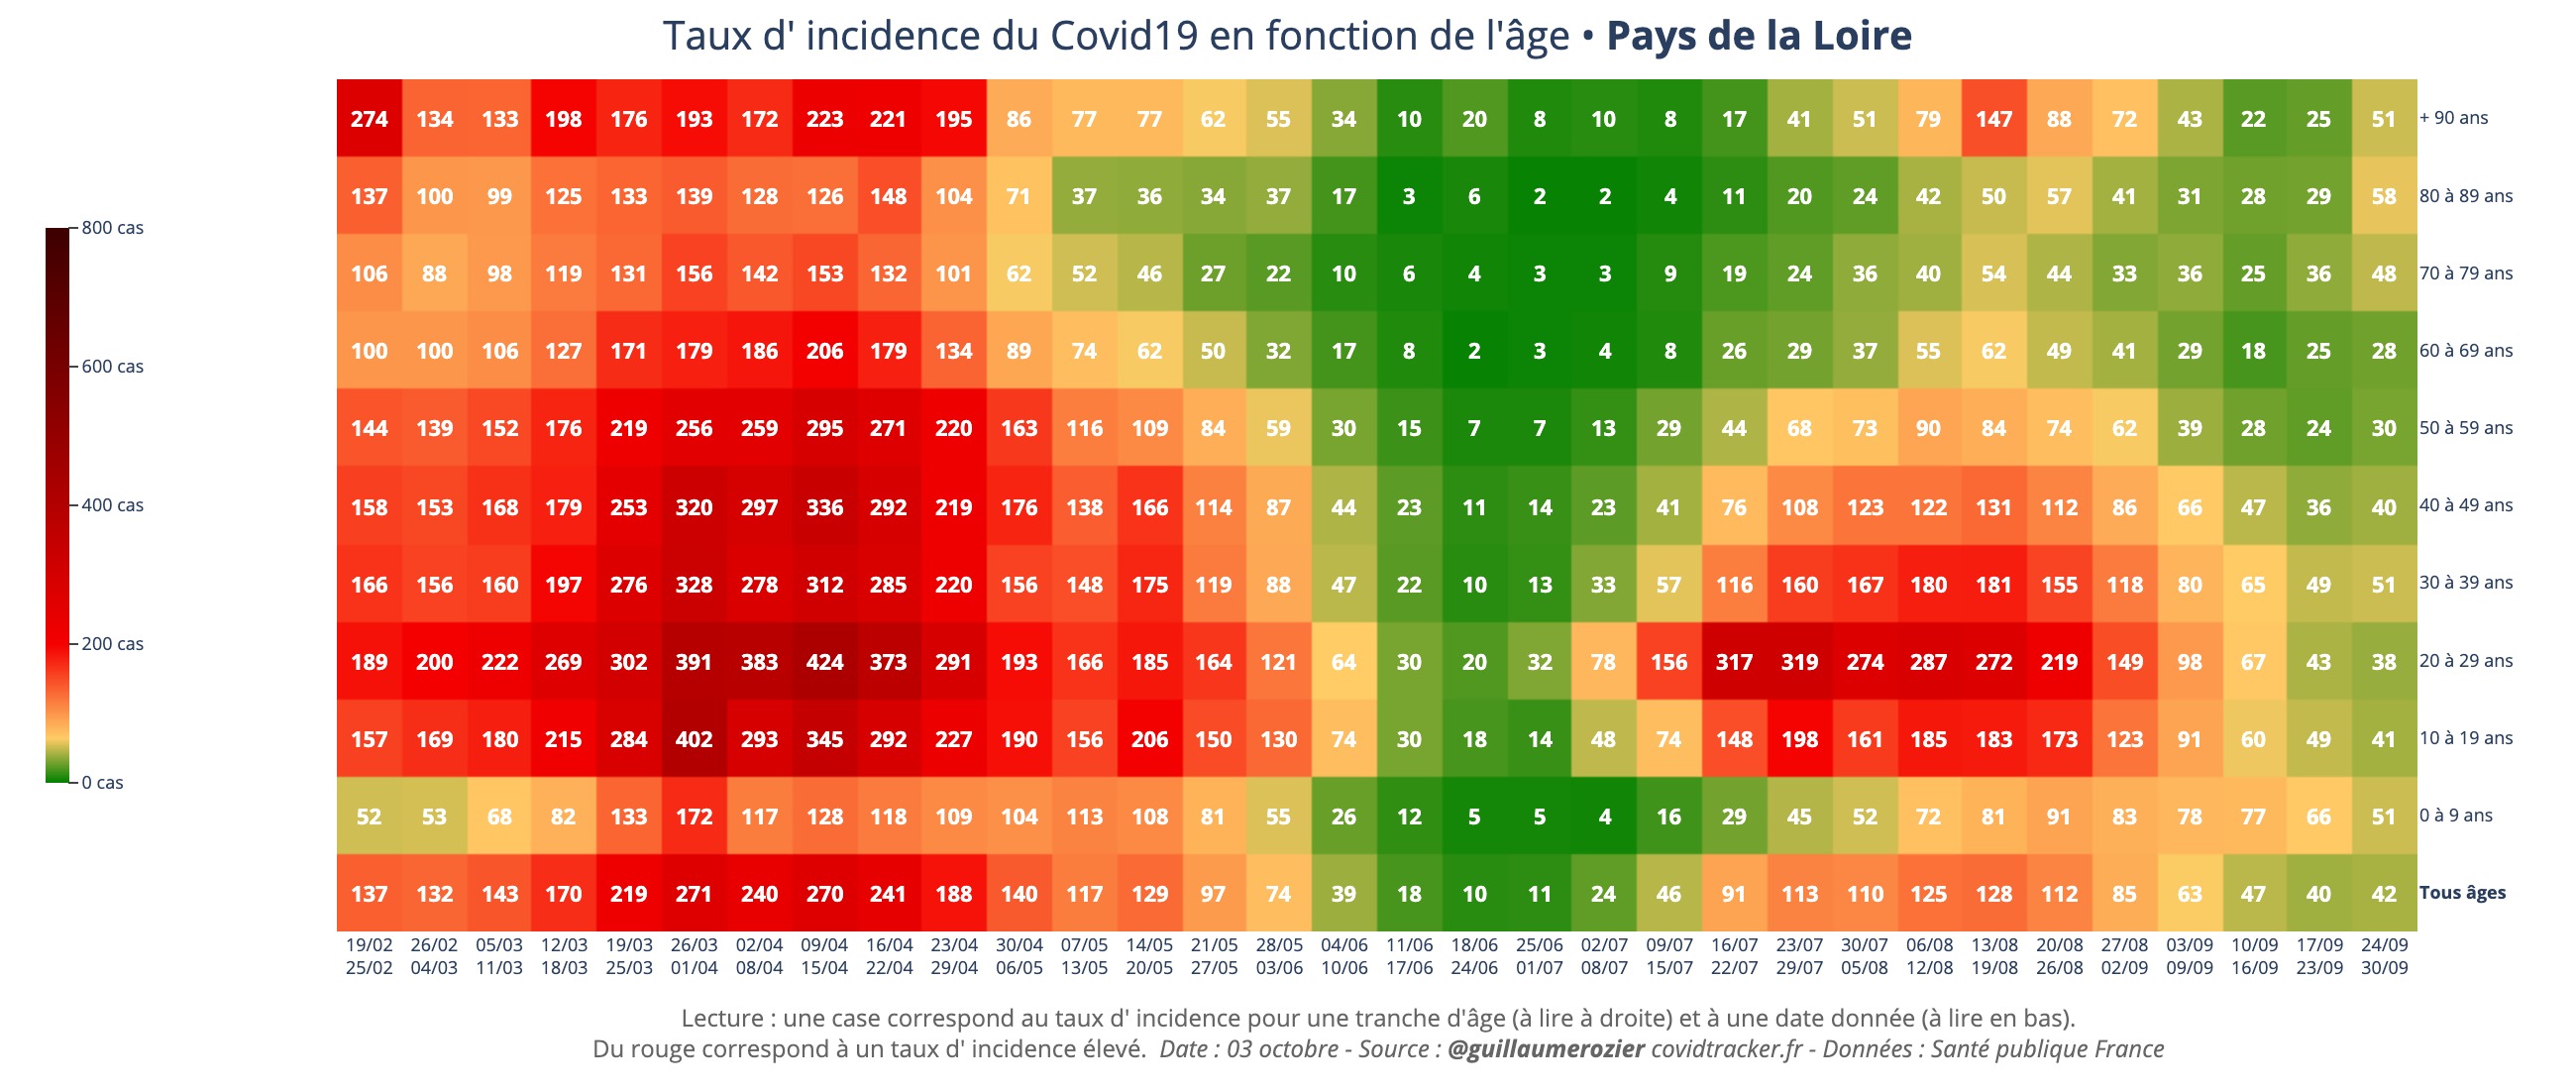 Taux d' incidence du Covid19 en fonction de l'âge • Pays de la Loire
800 cas
600 cas
400 cas
200 cas
0 cas
274 134 133 198 176 193 172 223 221 195 86 77 77 62 55 34 10 20 8 10 8 17 41 51 79 147 88 72 43 22 25 51 + 90 ans
137 100 99 125 133 139 128 126 148 104 71 37 36 34 37 17 3 6 2 2 4 11 20 24 42 50 57 41 31 28 29 58 80 à 89 ans
106 88 98 119 131 156 142 153 132 101 62 52 46 27 22 10 6 4 3 3 9 19 24 36 40 54 44 33 36 25 36 48 70 à 79 ans
100 100 106 127 171 179 186 206 179 134 89 74 62 50 32 17 8 2 3 4 8 26 29 37 55 62 49 41 29 18 25 28 60 à 69 ans
144 139 152 176 219 256 259 295 271 220 163 116 109 84 59 30 15 7 7 13 29 44 68 73 90 84 74 62 39 28 24 30 50 à 59 ans
158 153 168 179 253 320 297 336 292 219 176 138 166 114 87 44 23 11 14 23 41 76 108 123 122 131 112 86 66 47 36 40 40 à 49 ans
166 156 160 197 276 328 278 312 285 220 156 148 175 119 88 47 22 10 13 33 57 116 160 167 180 181 155 118 80 65 49 51 30 à 39 ans
189 200 222 269 302 391 383 424 373 291 193 166 185 164 121 64 30 20 32 78 156 317 319 274 287 272 219 149 98 67 43 38 20 à 29 ans
157 169 180 215 284 402 293 345 292 227 190 156 206 150 130 74 30 18 14 48 74 148 198 161 185 183 173 123 91 60 49 41 10 à 19 ans
52 53 68 82 133 172 117 128 118 109 104 113 108 81 55 26 12 5 5 4 16 29 45 52 72 81 91 83 78 77 66 51 0 à 9 ans
137 132 143 170 219 271 240 270 241 188 140 117 129 97 74 39 18 10 11 24 46 91 113 110 125 128 112 85 63 47 40 42 Tous âges
19/02 26/02 05/03 12/03 19/03 26/03 02/04 09/04 16/04 23/04 30/04 07/05 14/05 21/05 28/05 04/06 11/06 18/06 25/06 02/07 09/07 16/07 23/07 30/07 06/08 13/08 20/08 27/08 03/09 10/09 17/09 24/09
25/02 04/03 11/03 18/03 25/03 01/04 08/04 15/04 22/04 29/04 06/05 13/05 20/05 27/05 03/06 10/06 17/06 24/06 01/07 08/07 15/07 22/07 29/07 05/08 12/08 19/08 26/08 02/09 09/09 16/09 23/09 30/09
Lecture : une case correspond au taux d' incidence pour une tranche d'âge (à lire à droite) et à une date donnée (à lire en bas).
Du rouge correspond à un taux d' incidence élevé. Date : 03 octobre - Source : @guillaumerozier covidtracker.fr - Données : Santé publique France